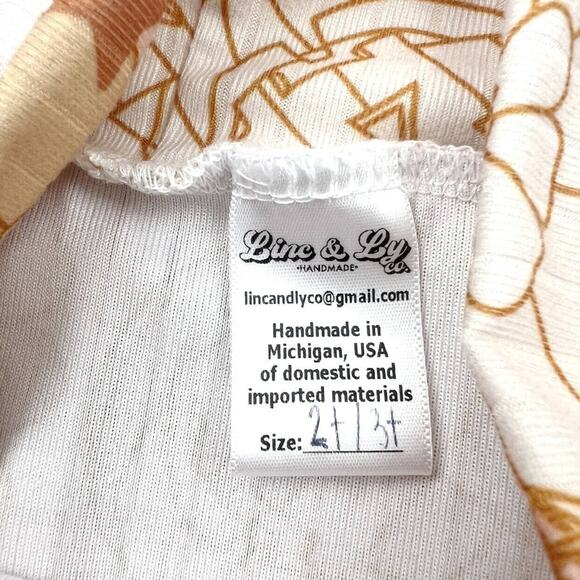 Linc & Ly co.
•HANDMADE•
lincandlyco@gmail.com
Handmade in
Michigan, USA
of domestic and
imported materials
Size: 2t/3t